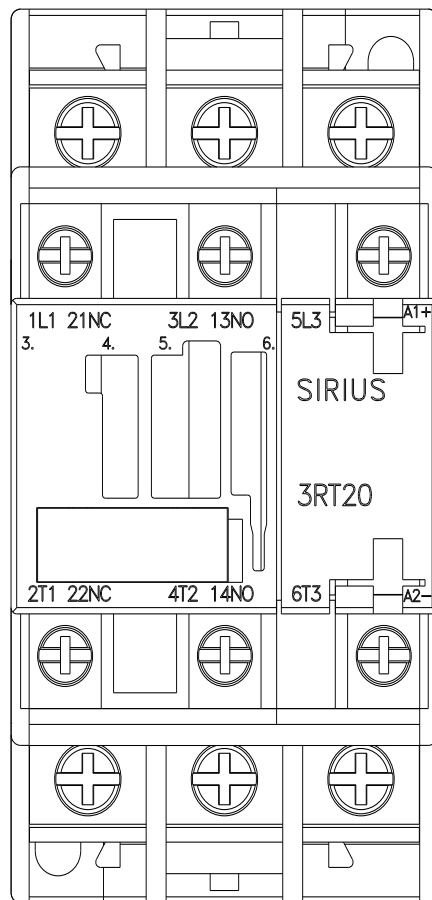 1L1 21NC 3L2 13NO 5L3 A1+
3. 4. 5. 6.
SIRIUS
3RT20
2T1 22NC 4T2 14NO 6T3 A2-